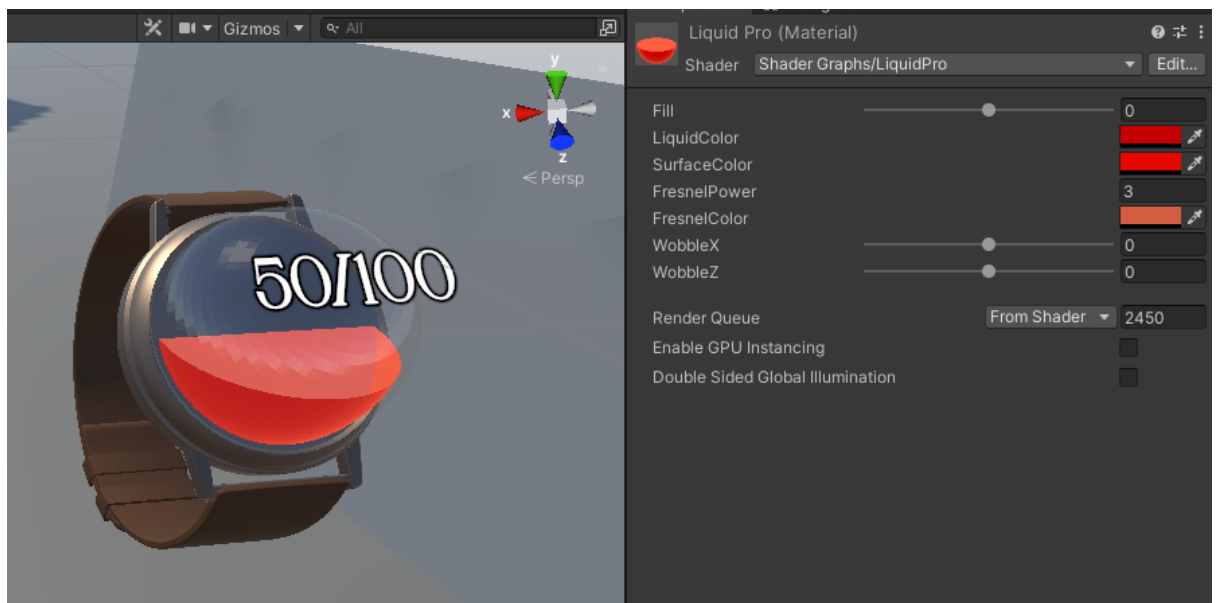 Gizmos
All
y
x
z
Persp
50/100
Liquid Pro (Material)
Shader
Shader Graphs/LiquidPro
Edit...
Fill
0
LiquidColor
SurfaceColor
FresnelPower
3
FresnelColor
WobbleX
0
WobbleZ
0
Render Queue
From Shader
2450
Enable GPU Instancing
Double Sided Global Illumination